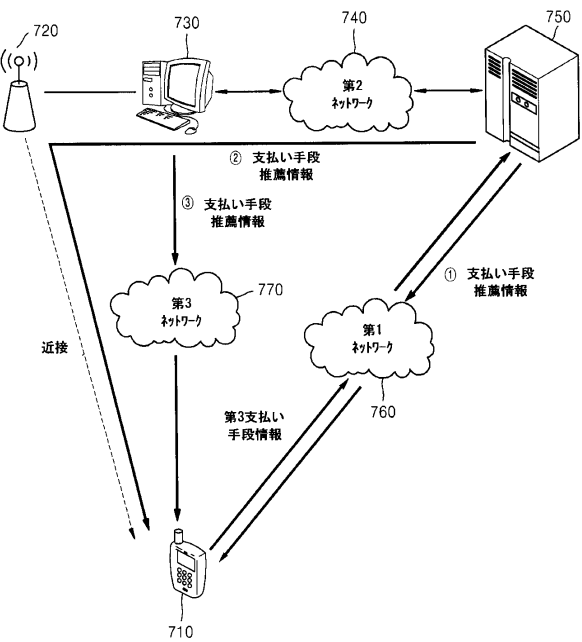 720
730
740
750
第2
ネットワーク
② 支払い手段
推薦情報
③ 支払い手段
推薦情報
① 支払い手段
推薦情報
第3
ネットワーク
770
第1
ネットワーク
760
近接
第3支払い
手段情報
710